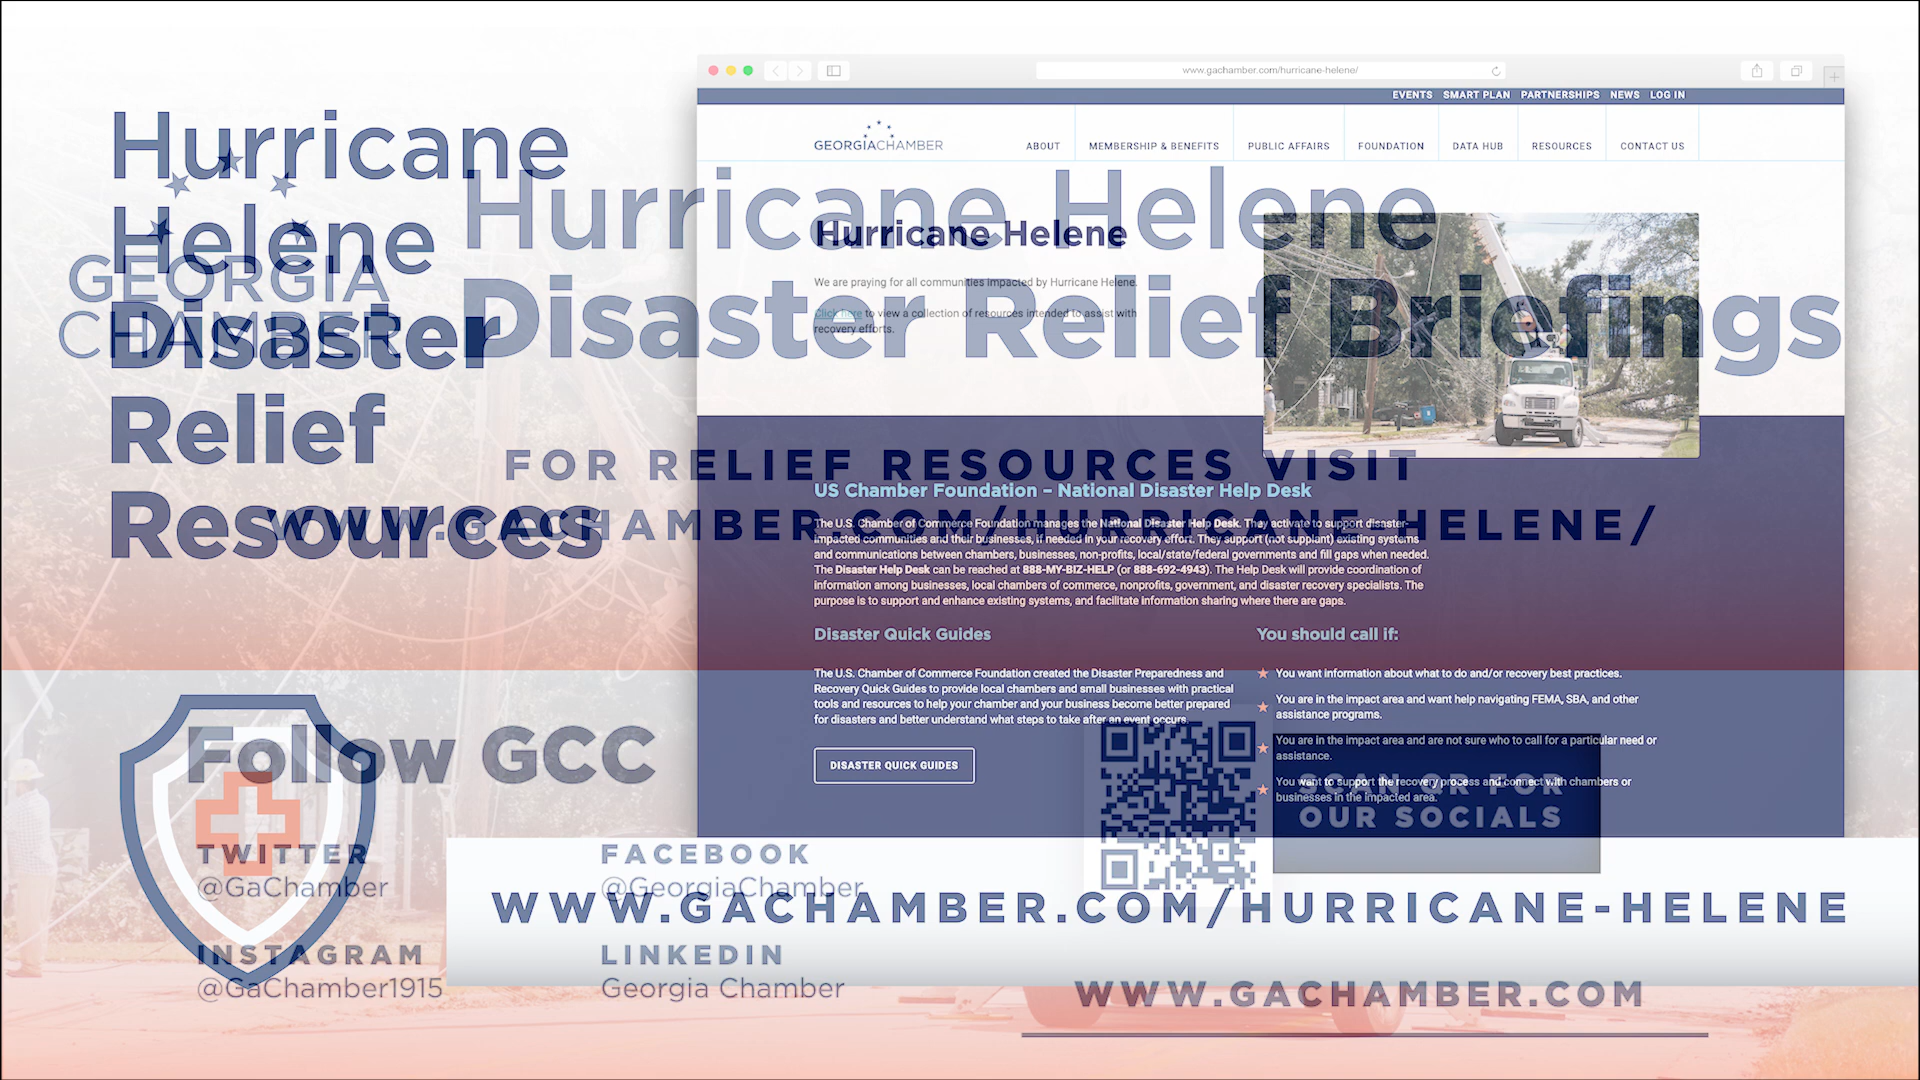 www.gachamber.com/hurricane-helene/
EVENTS SMART PLAN PARTNERSHIPS NEWS LOG IN
GEORGIACHAMBER
ABOUT MEMBERSHIP & BENEFITS PUBLIC AFFAIRS FOUNDATION DATA HUB RESOURCES CONTACT US
Hurricane
Helene
Disaster
Relief
Resources
GEORGIA
CHAMBER
Hurricane Helene
Disaster Relief Briefings
FOR RELIEF RESOURCES VISIT
WWW.GACHAMBER.COM/HURRICANE-HELENE/
Hurricane Helene
We are praying for all communities impacted by Hurricane Helene.
Click here to view a collection of resources intended to assist with
recovery efforts.
US Chamber Foundation – National Disaster Help Desk
The U.S. Chamber of Commerce Foundation manages the National Disaster Help Desk. They activate to support disaster-
impacted communities and their businesses, if needed in your recovery effort. They support (not supplant) existing systems
and communications between chambers, businesses, non-profits, local/state/federal governments and fill gaps when needed.
The Disaster Help Desk can be reached at 888-MY-BIZ-HELP (or 888-692-4943). The Help Desk will provide coordination of
information among businesses, local chambers of commerce, nonprofits, government, and disaster recovery specialists. The
purpose is to support and enhance existing systems, and facilitate information sharing where there are gaps.
Disaster Quick Guides
The U.S. Chamber of Commerce Foundation created the Disaster Preparedness and
Recovery Quick Guides to provide local chambers and small businesses with practical
tools and resources to help your chamber and your business become better prepared
for disasters and better understand what steps to take after an event occurs.
DISASTER QUICK GUIDES
You should call if:
You want information about what to do and/or recovery best practices.
You are in the impact area and want help navigating FEMA, SBA, and other
assistance programs.
You are in the impact area and are not sure who to call for a particular need or
assistance.
You want to support the recovery process and connect with chambers or
businesses in the impacted area.
SCAN QR FOR
OUR SOCIALS
Follow GCC
TWITTER
@GaChamber
FACEBOOK
@GeorgiaChamber
INSTAGRAM
@GaChamber1915
LINKEDIN
Georgia Chamber
WWW.GACHAMBER.COM/HURRICANE-HELENE
WWW.GACHAMBER.COM